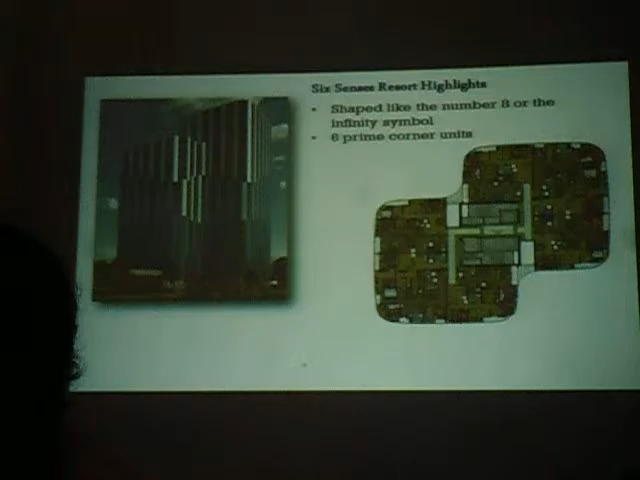 Six Senses Resort Highlights
• Shaped like the number 8 or the
infinity symbol
• 6 prime corner units